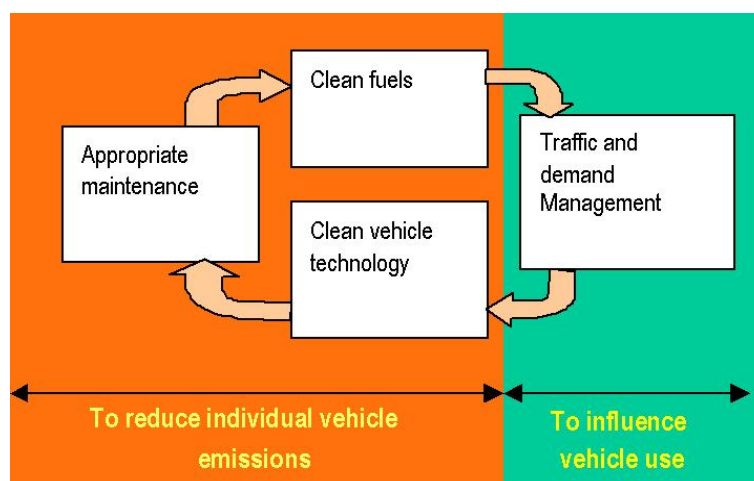 Clean fuels
Appropriate
maintenance
Traffic and
demand
Management
Clean vehicle
technology
To reduce individual vehicle
emissions
To influence
vehicle use